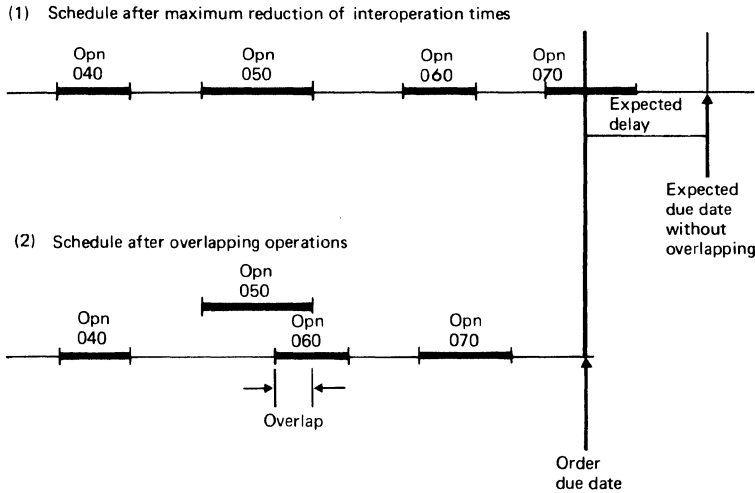 (1) Schedule after maximum reduction of interoperation times
Opn
040
Opn
050
Opn
060
Opn
070
Expected
delay
Expected
due date
without
overlapping
(2) Schedule after overlapping operations
Opn
050
Opn
040
Opn
060
Opn
070
Overlap
Order
due date